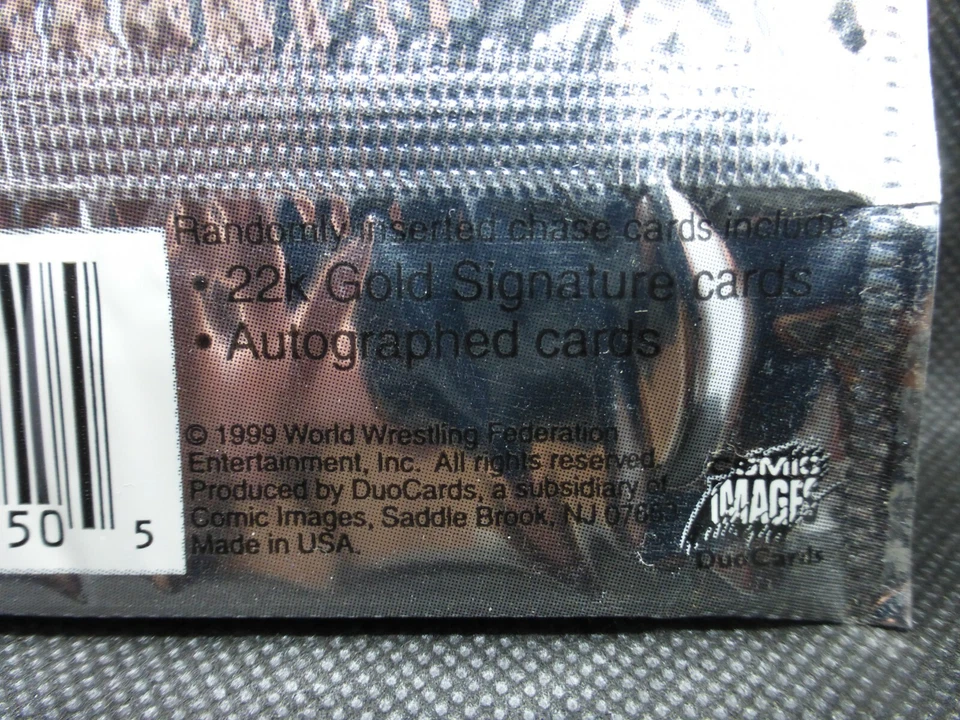 Randomly inserted chase cards include
• 22k Gold Signature cards
• Autographed cards
© 1999 World Wrestling Federation
Entertainment, Inc. All rights reserved.
Produced by DuoCards, a subsidiary of
Comic Images, Saddle Brook, NJ
Made in USA.
50 5
COMIC
IMAGES
DuoCards